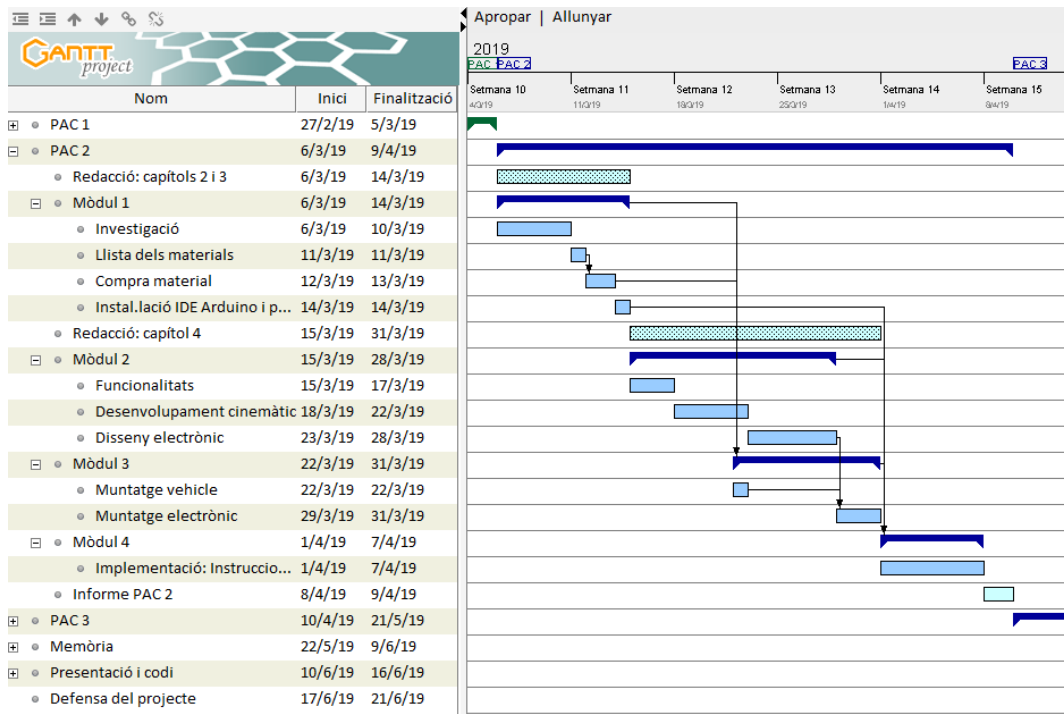 Apropar | Allunyar
GANTT
project
2019
PAC 1 PAC 2 PAC 3
Nom Inici Finalització
Setmana 10 Setmana 11 Setmana 12 Setmana 13 Setmana 14 Setmana 15
4/3/19 11/3/19 18/3/19 25/3/19 1/4/19 8/4/19
PAC 1 27/2/19 5/3/19
PAC 2 6/3/19 9/4/19
Redacció: capítols 2 i 3 6/3/19 14/3/19
Mòdul 1 6/3/19 14/3/19
Investigació 6/3/19 10/3/19
Llista dels materials 11/3/19 11/3/19
Compra material 12/3/19 13/3/19
Instal.lació IDE Arduino i p... 14/3/19 14/3/19
Redacció: capítol 4 15/3/19 31/3/19
Mòdul 2 15/3/19 28/3/19
Funcionalitats 15/3/19 17/3/19
Desenvolupament cinemàtic 18/3/19 22/3/19
Disseny electrònic 23/3/19 28/3/19
Mòdul 3 22/3/19 31/3/19
Muntatge vehicle 22/3/19 22/3/19
Muntatge electrònic 29/3/19 31/3/19
Mòdul 4 1/4/19 7/4/19
Implementació: Instruccio... 1/4/19 7/4/19
Informe PAC 2 8/4/19 9/4/19
PAC 3 10/4/19 21/5/19
Memòria 22/5/19 9/6/19
Presentació i codi 10/6/19 16/6/19
Defensa del projecte 17/6/19 21/6/19